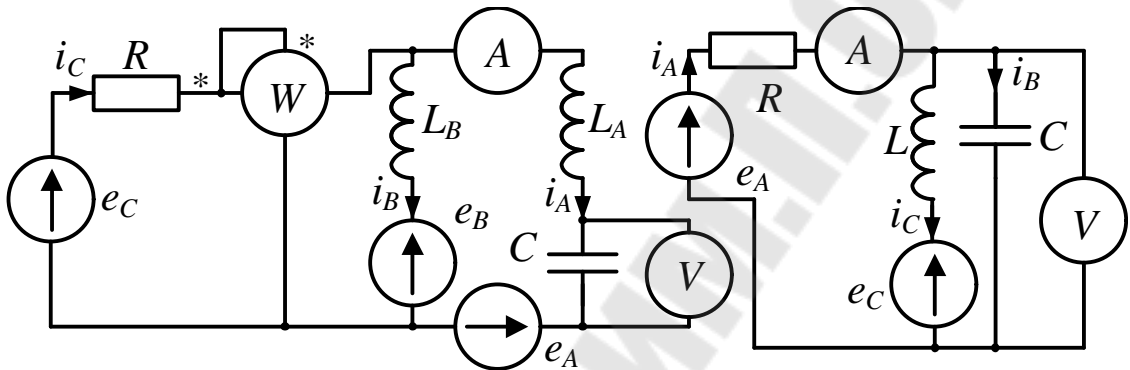 i_C R * * W A i_A R A i_B
L_B L_A L C
e_C i_B e_B i_A C V e_A i_C V
e_A e_C